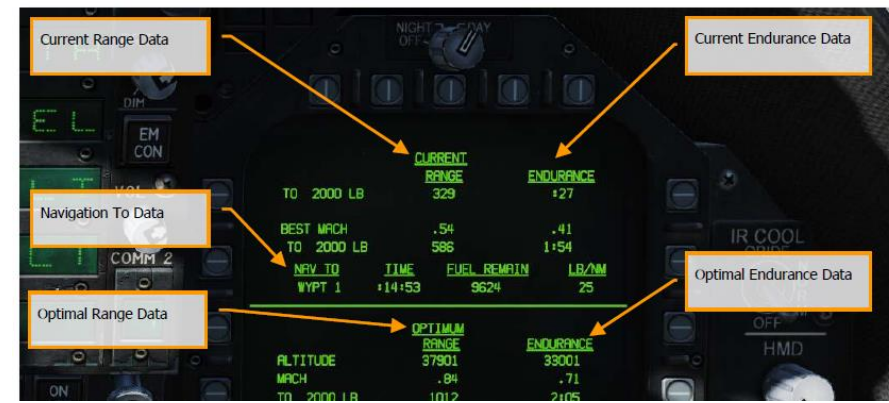 Current Range Data
Current Endurance Data
NIGHT DAY
OFF
DIM
EL
EM
CON
CURRENT
RANGE ENDURANCE
TO 2000 LB 329 :27
Navigation To Data
BEST MACH .54 .41
TO 2000 LB 586 1:54
COMM 2
IR COOL
NAV TO TIME FUEL REMAIN LB/NM
WYPT 1 :14:53 9624 25
Optimal Endurance Data
Optimal Range Data
OFF
OPTIMUM
RANGE ENDURANCE
HMD
ALTITUDE 37901 33001
MACH .84 .71
ON
TO 2000 LB 1012 2:05